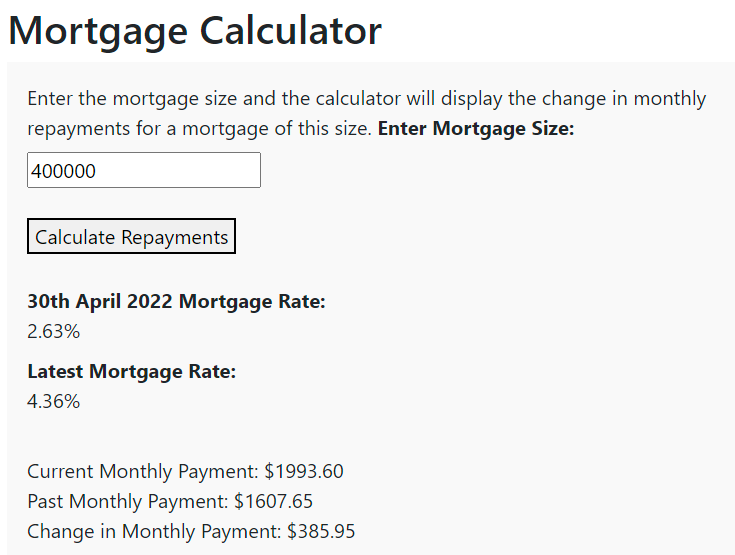 Mortgage Calculator
Enter the mortgage size and the calculator will display the change in monthly
repayments for a mortgage of this size. Enter Mortgage Size:
400000
Calculate Repayments
30th April 2022 Mortgage Rate:
2.63%
Latest Mortgage Rate:
4.36%
Current Monthly Payment: $1993.60
Past Monthly Payment: $1607.65
Change in Monthly Payment: $385.95